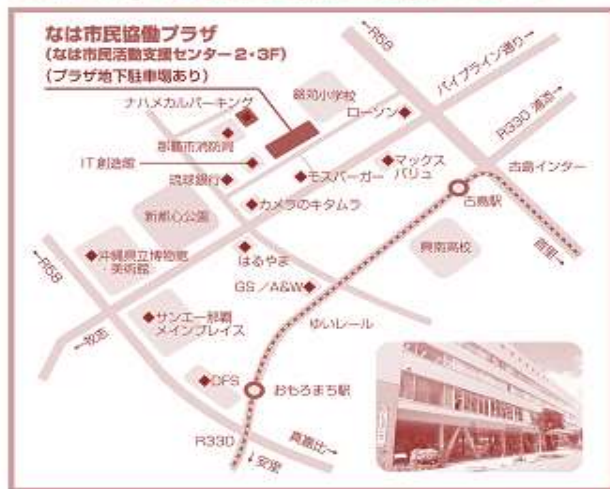 なは市民協働プラザ
(なは市民活動支援センター2・3F)
(プラザ地下駐車場あり)
←R58
パイプライン通り→
ナハメカルパーキング
銘苅小学校
ローソン
R330 浦添→
那覇市消防局
IT創造館
マックス
バリュ
古島インター
琉球銀行
モスバーガー
古島駅
カメラのキタムラ
新都心公園
興南高校
首里→
←R58
沖縄県立博物館
・美術館
はるやま
GS/A&W
サンエー那覇
メインプレイス
ゆいレール
←牧志
DFS
おもろまち駅
R330
真嘉比→
↓安里